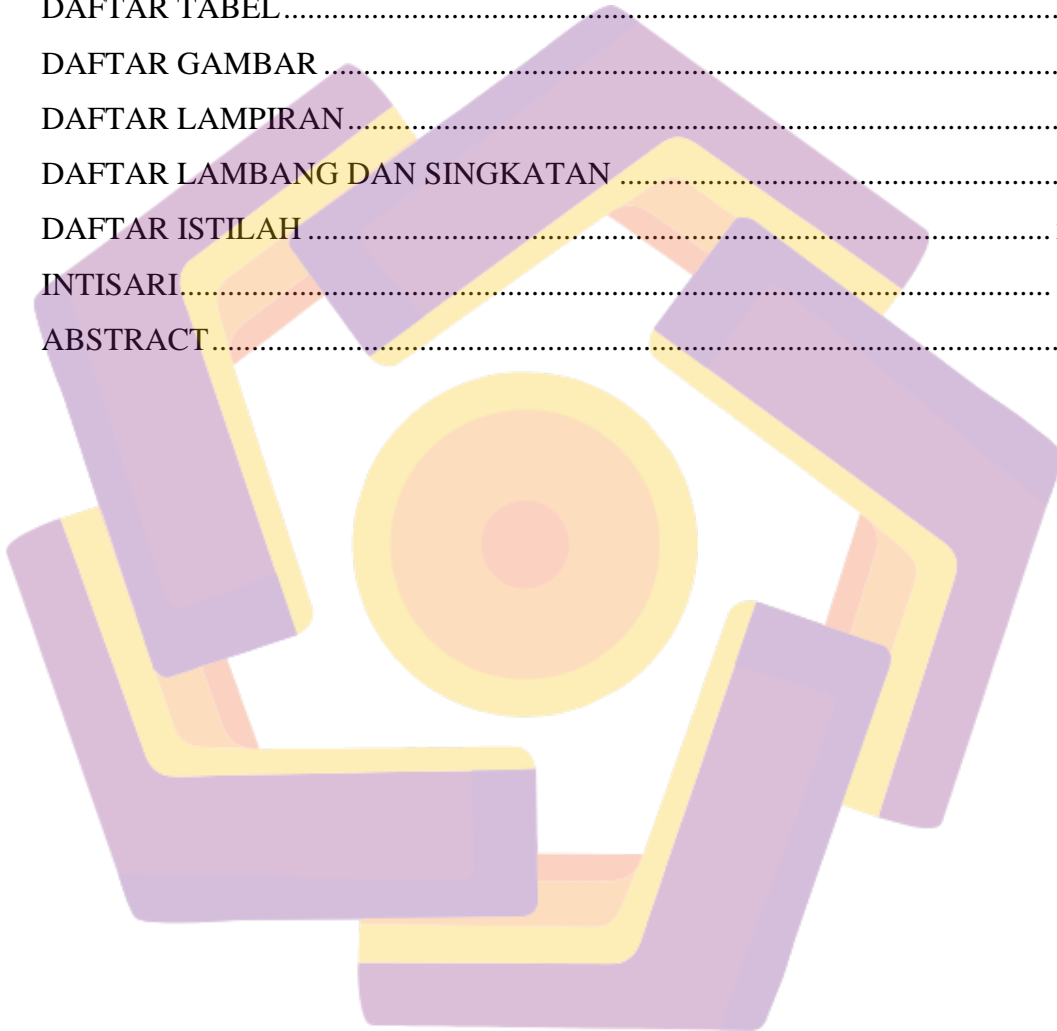 DAFTAR TABEL..............................................................................................
DAFTAR GAMBAR.........................................................................................
DAFTAR LAMPIRAN......................................................................................
DAFTAR LAMBANG DAN SINGKATAN.....................................................
DAFTAR ISTILAH...........................................................................................
INTISARI...........................................................................................................
ABSTRACT.......................................................................................................